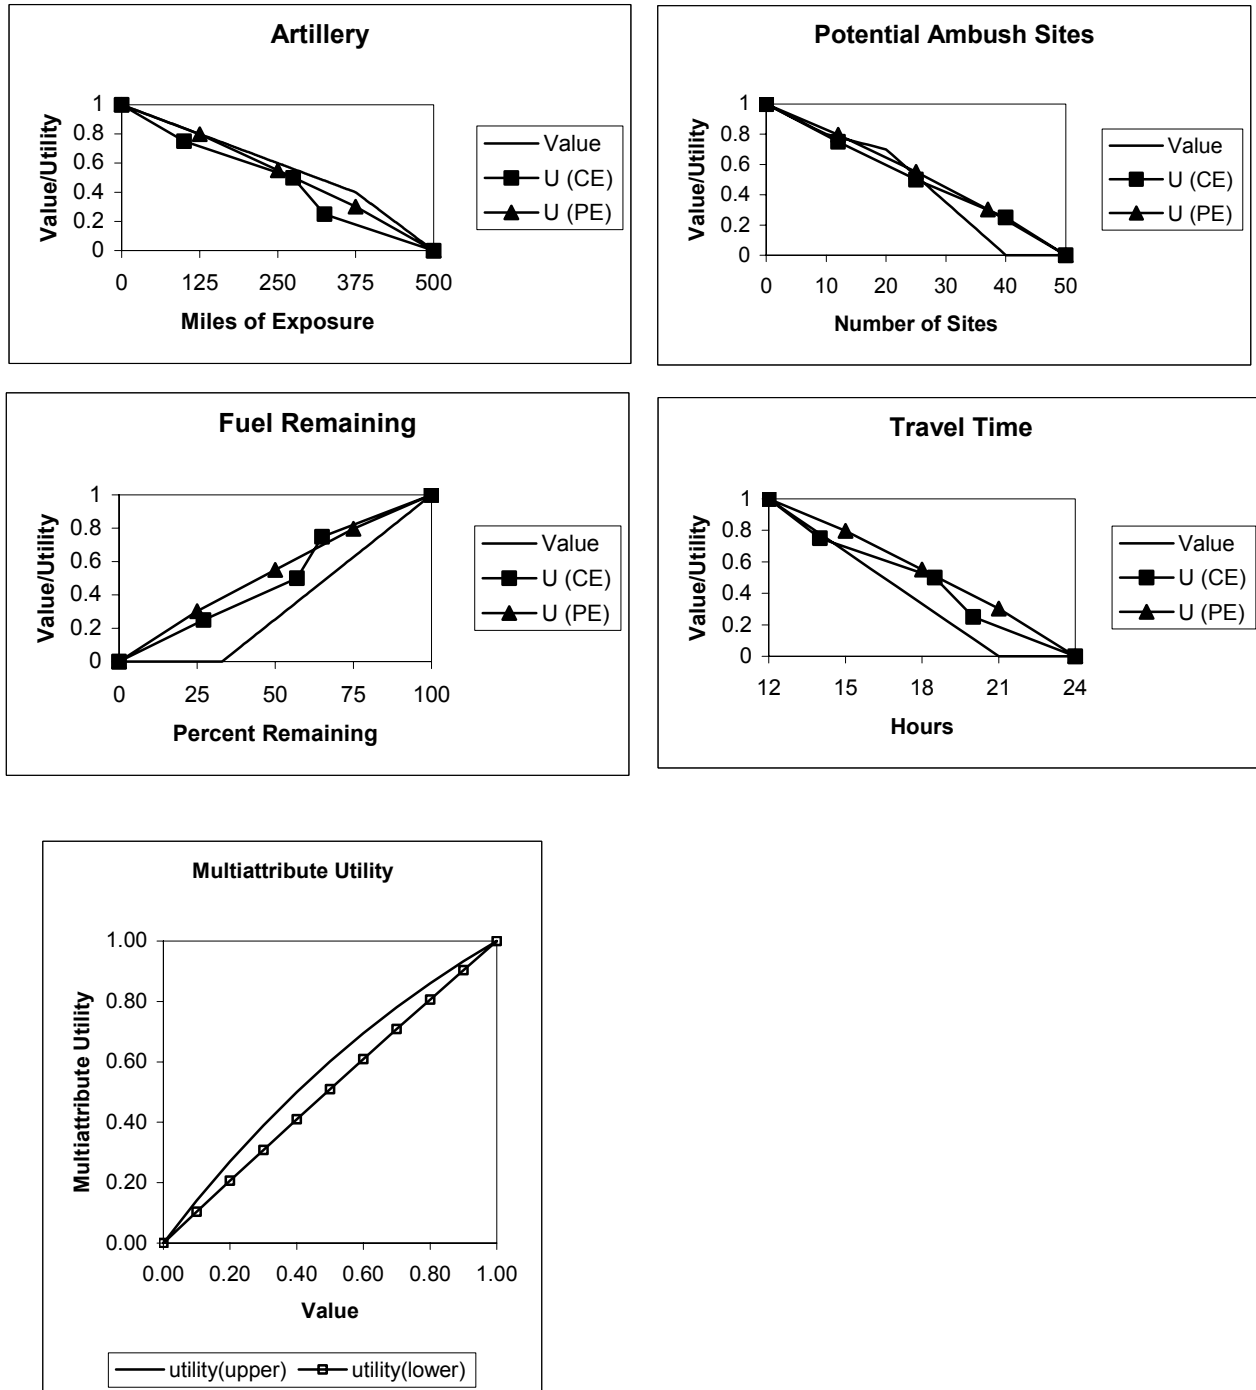 Artillery
Value/Utility
1
0.8
0.6
0.4
0.2
0
0 125 250 375 500
Miles of Exposure
Value
U (CE)
U (PE)
Potential Ambush Sites
Value/Utility
1
0.8
0.6
0.4
0.2
0
0 10 20 30 40 50
Number of Sites
Value
U (CE)
U (PE)
Fuel Remaining
Value/Utility
1
0.8
0.6
0.4
0.2
0
0 25 50 75 100
Percent Remaining
Value
U (CE)
U (PE)
Travel Time
Value/Utility
1
0.8
0.6
0.4
0.2
0
12 15 18 21 24
Hours
Value
U (CE)
U (PE)
Multiattribute Utility
Multiattribute Utility
1.00
0.80
0.60
0.40
0.20
0.00
0.00 0.20 0.40 0.60 0.80 1.00
Value
utility(upper) utility(lower)